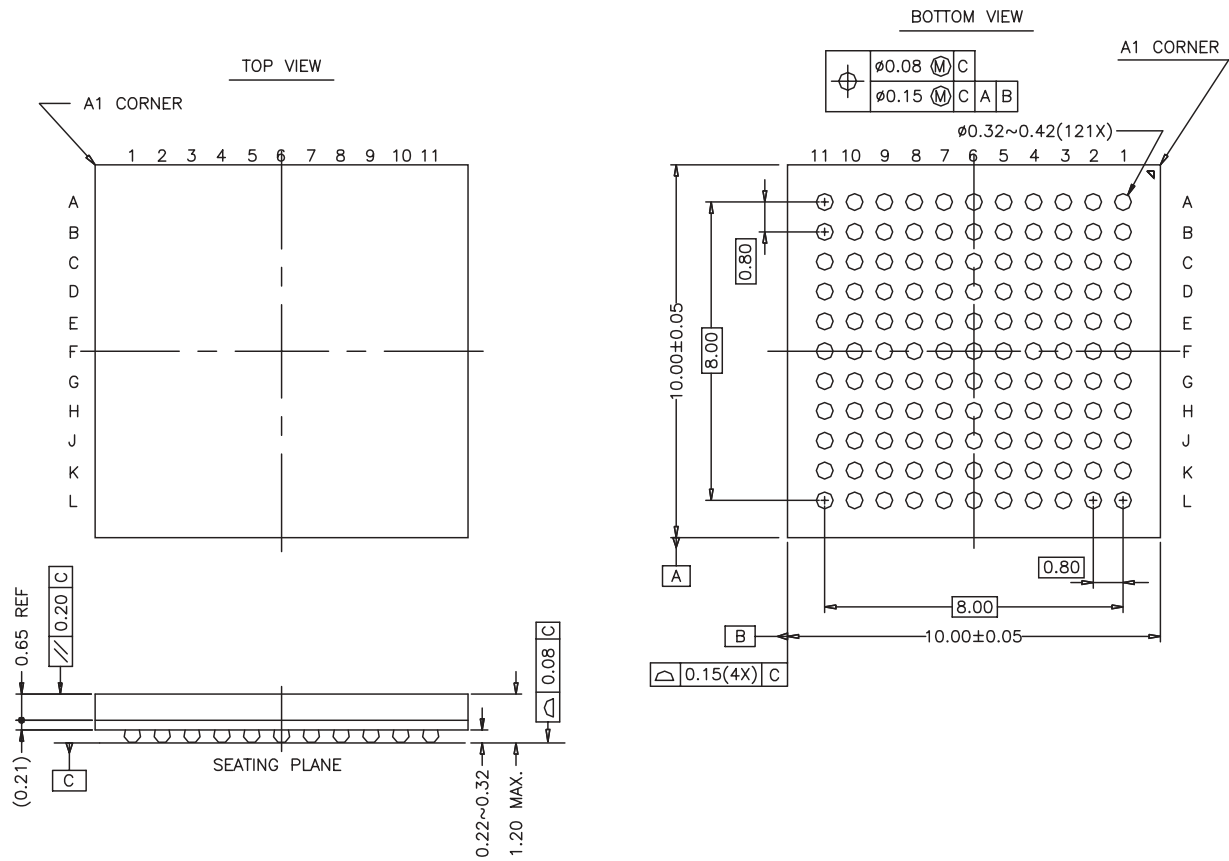 TOP VIEW
A1 CORNER
1 2 3 4 5 6 7 8 9 10 11
A
B
C
D
E
F
G
H
J
K
L
BOTTOM VIEW
A1 CORNER
ø0.08 Ⓜ C
ø0.15 Ⓜ C A B
ø0.32~0.42(121X)
11 10 9 8 7 6 5 4 3 2 1
A
B
C
D
E
F
G
H
J
K
L
0.80
8.00
10.00±0.05
A
0.80
8.00
B
10.00±0.05
0.15(4X) C
0.65 REF
(0.21)
// 0.20 C
C
SEATING PLANE
0.22~0.32
1.20 MAX.
0.08 C